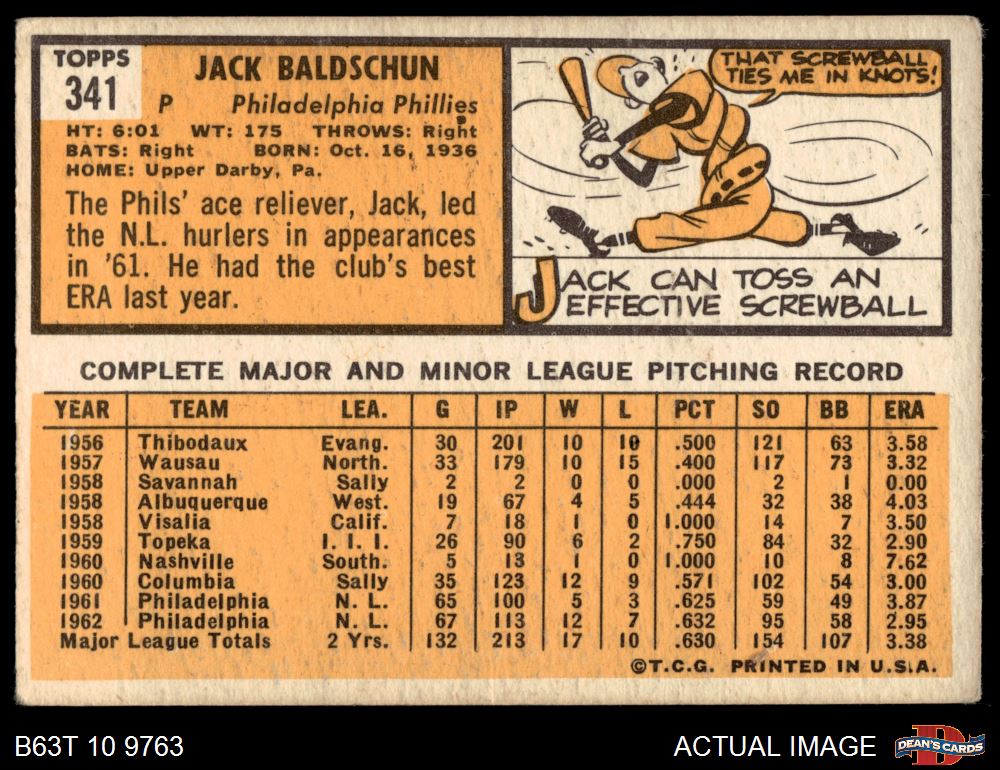 TOPPS
341
JACK BALDSCHUN
P Philadelphia Phillies
HT: 6:01 WT: 175 THROWS: Right
BATS: Right BORN: Oct. 16, 1936
HOME: Upper Darby, Pa.
The Phils' ace reliever, Jack, led
the N.L. hurlers in appearances
in '61. He had the club's best
ERA last year.
THAT SCREWBALL
TIES ME IN KNOTS!
JACK CAN TOSS AN
EFFECTIVE SCREWBALL
COMPLETE MAJOR AND MINOR LEAGUE PITCHING RECORD
YEAR TEAM LEA. G IP W L PCT SO BB ERA
1956 Thibodaux Evang. 30 201 10 10 .500 121 63 3.58
1957 Wausau North. 33 179 10 15 .400 117 73 3.32
1958 Savannah Sally 2 2 0 0 .000 2 1 0.00
1958 Albuquerque West. 19 67 4 5 .444 32 38 4.03
1958 Visalia Calif. 7 18 1 0 1.000 14 7 3.50
1959 Topeka I. I. I. 26 90 6 2 .750 84 32 2.90
1960 Nashville South. 5 13 1 0 1.000 10 8 7.62
1960 Columbia Sally 35 123 12 9 .571 102 54 3.00
1961 Philadelphia N. L. 65 100 5 3 .625 59 49 3.87
1962 Philadelphia N. L. 67 113 12 7 .632 95 58 2.95
Major League Totals 2 Yrs. 132 213 17 10 .630 154 107 3.38
©T.C.G. PRINTED IN U.S.A.
B63T 10 9763
ACTUAL IMAGE
DEAN'S CARDS